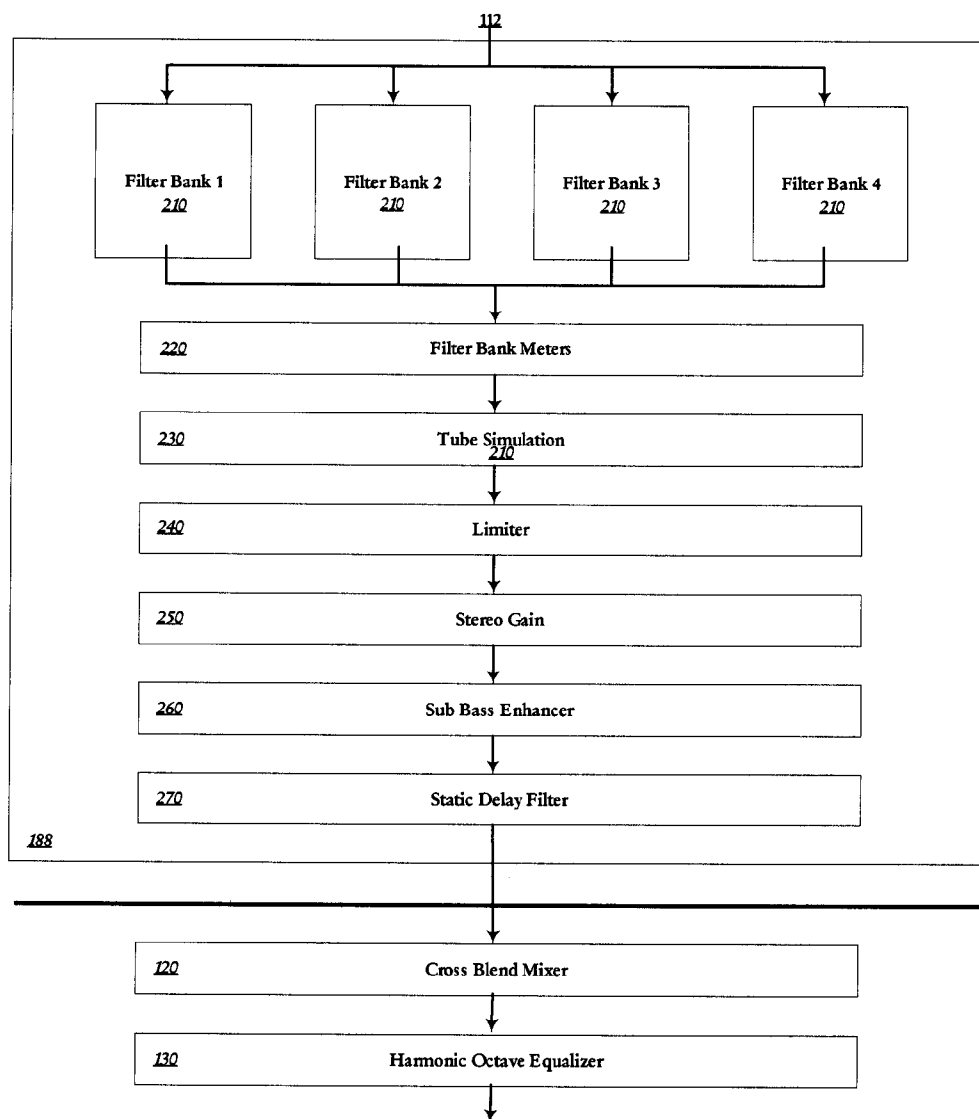 112
Filter Bank 1
210
Filter Bank 2
210
Filter Bank 3
210
Filter Bank 4
210
220 Filter Bank Meters
230 Tube Simulation
210
240 Limiter
250 Stereo Gain
260 Sub Bass Enhancer
270 Static Delay Filter
188
120 Cross Blend Mixer
130 Harmonic Octave Equalizer